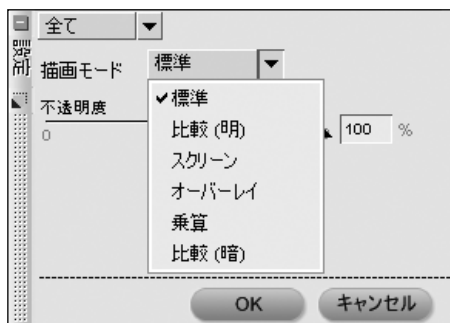 設定
全て
描画モード 標準
不透明度
0 100 %
✔標準
比較 (明)
スクリーン
オーバーレイ
乗算
比較 (暗)
OK キャンセル